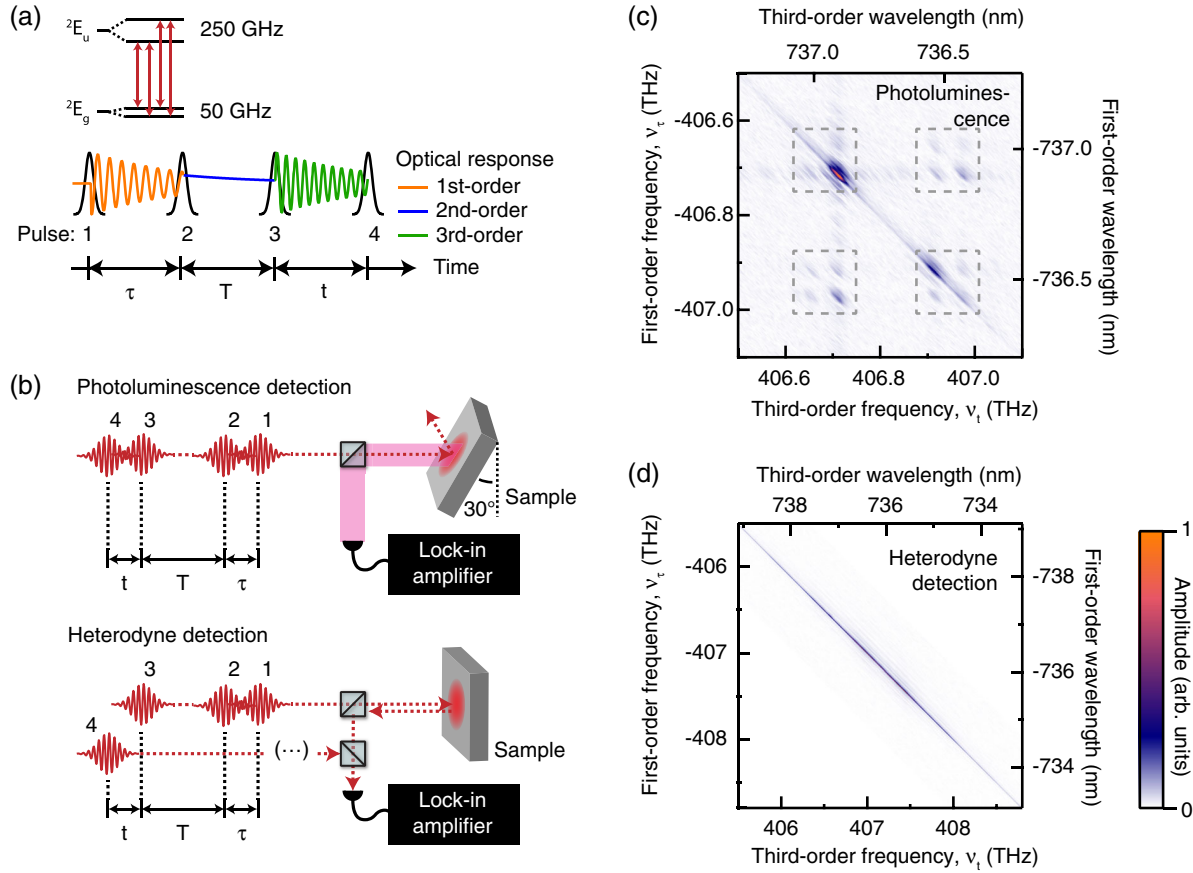 (a)
²Eᵤ
250 GHz
²E_g
50 GHz
Optical response
1st-order
2nd-order
3rd-order
Pulse: 1 2 3 4
Time
τ T t
(b)
Photoluminescence detection
4 3 2 1
30°
Sample
t T τ
Lock-in
amplifier
Heterodyne detection
3 2 1
4
(···)
Sample
t T τ
Lock-in
amplifier
(c)
Third-order wavelength (nm)
737.0 736.5
Photolumines-
cence
First-order frequency, ν_τ (THz)
-406.6
-406.8
-407.0
-737.0
-736.5
First-order wavelength (nm)
406.6 406.8 407.0
Third-order frequency, ν_t (THz)
(d)
Third-order wavelength (nm)
738 736 734
Heterodyne
detection
First-order frequency, ν_τ (THz)
-406
-407
-408
-738
-736
-734
First-order wavelength (nm)
406 407 408
Third-order frequency, ν_t (THz)
1
0
Amplitude (arb. units)